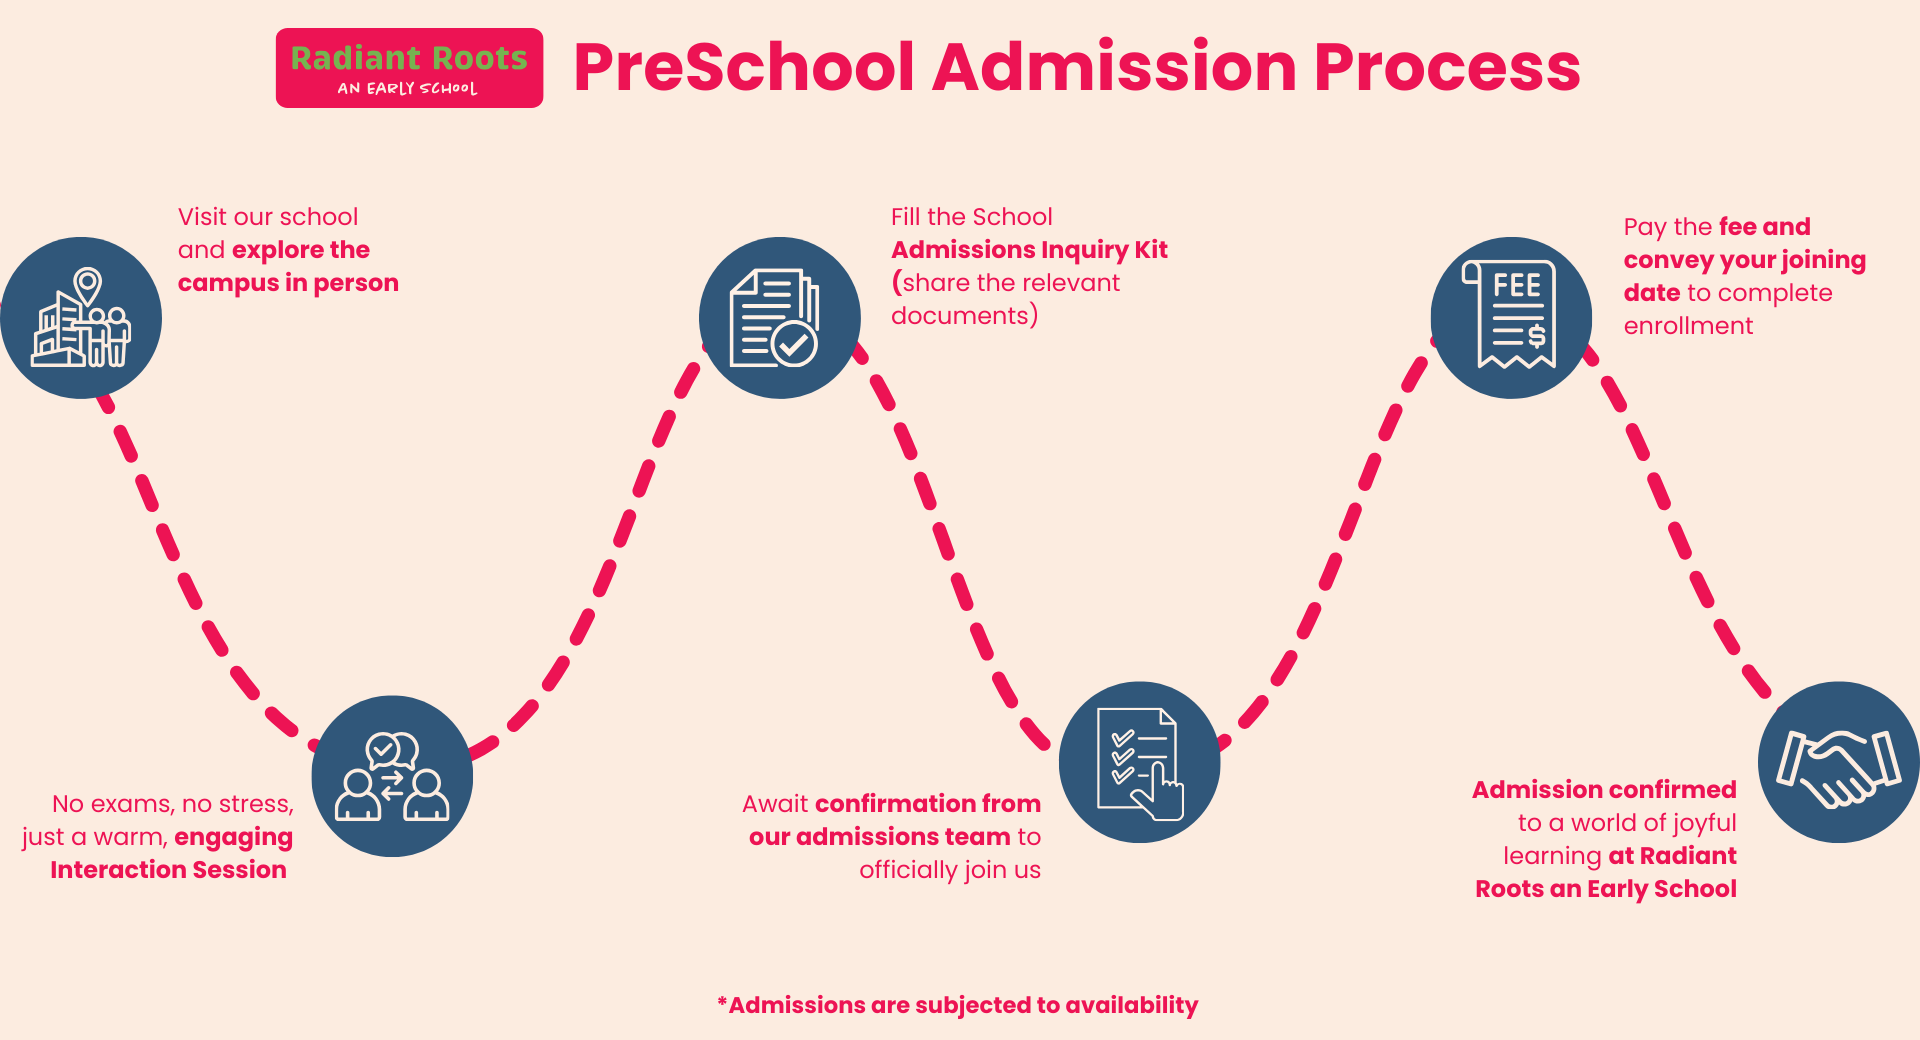 Radiant Roots
AN EARLY SCHOOL
PreSchool Admission Process
Visit our school
and explore the
campus in person
No exams, no stress,
just a warm, engaging
Interaction Session
Fill the School
Admissions Inquiry Kit
(share the relevant
documents)
Await confirmation from
our admissions team to
officially join us
FEE
$
Pay the fee and
convey your joining
date to complete
enrollment
Admission confirmed
to a world of joyful
learning at Radiant
Roots an Early School
*Admissions are subjected to availability